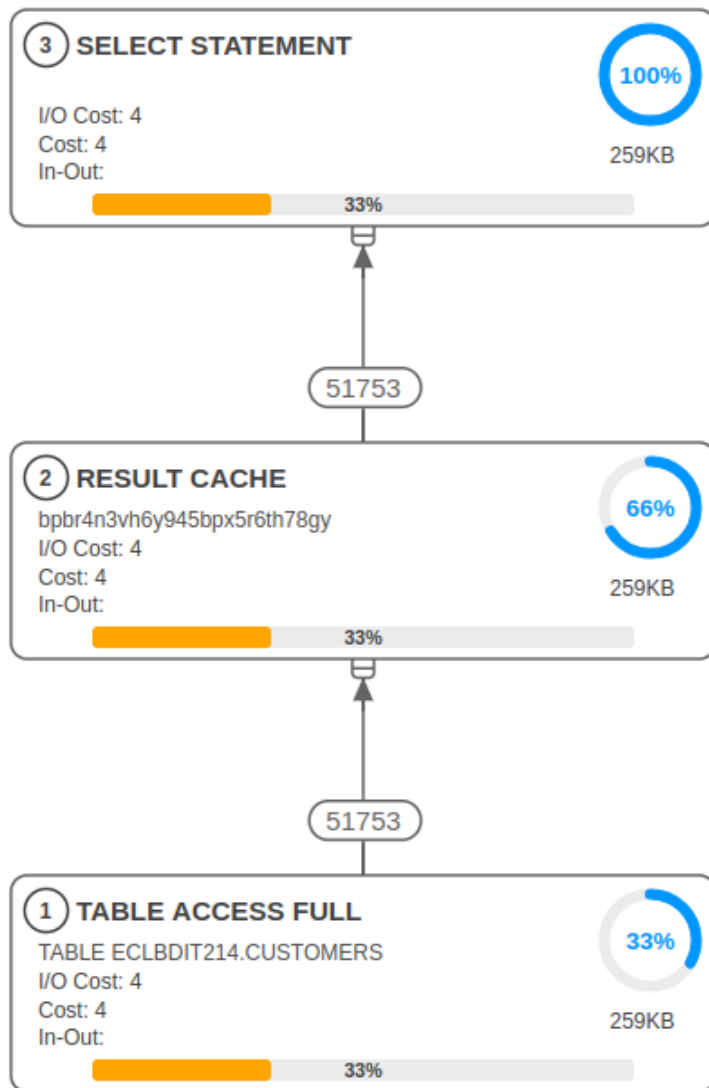 3 SELECT STATEMENT
100%
I/O Cost: 4
Cost: 4
In-Out:
259KB
33%
51753
2 RESULT CACHE
bpbr4n3vh6y945bpx5r6th78gy
66%
I/O Cost: 4
Cost: 4
In-Out:
259KB
33%
51753
1 TABLE ACCESS FULL
TABLE ECLBDIT214.CUSTOMERS
33%
I/O Cost: 4
Cost: 4
In-Out:
259KB
33%